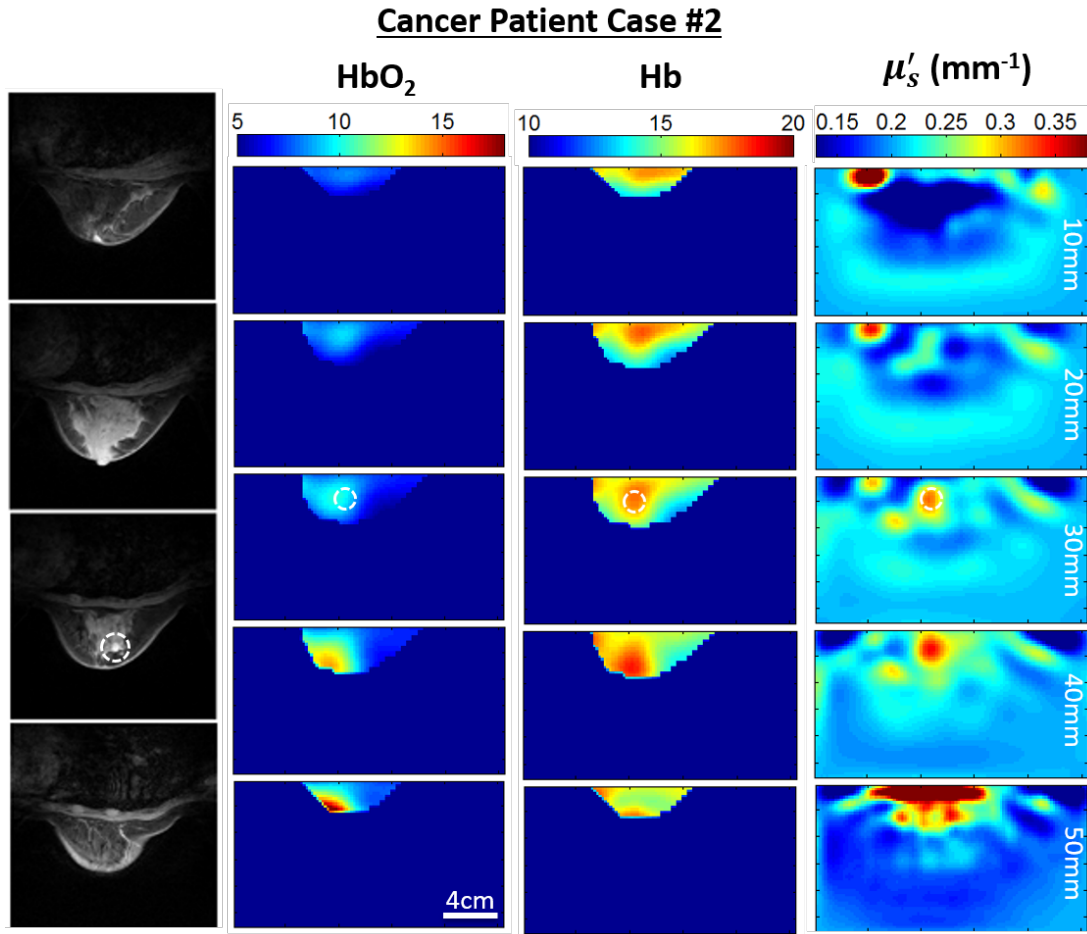 Cancer Patient Case #2
HbO₂
Hb
μ′ₛ (mm⁻¹)
5 10 15
10 15 20
0.15 0.2 0.25 0.3 0.35
10mm
20mm
30mm
40mm
50mm
4cm